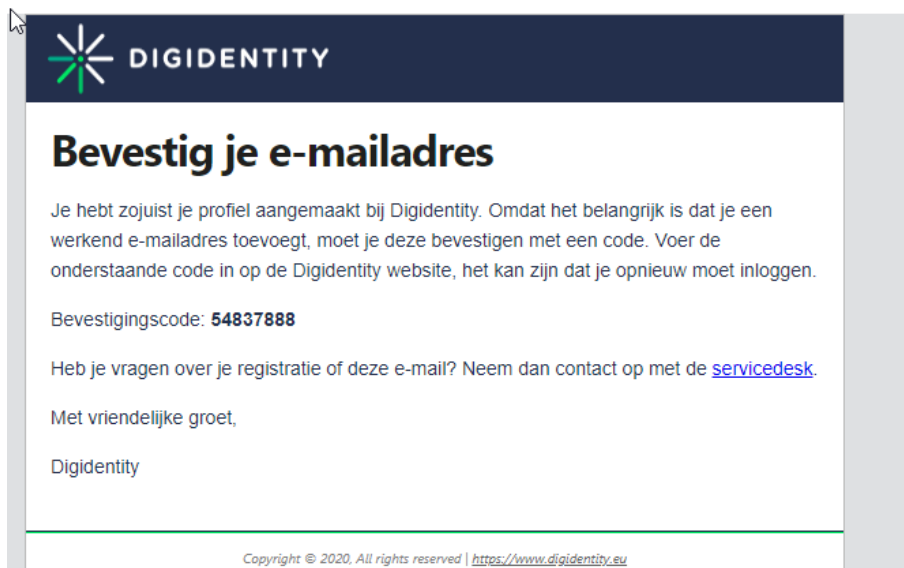 DIGIDENTITY
Bevestig je e-mailadres
Je hebt zojuist je profiel aangemaakt bij Digidentity. Omdat het belangrijk is dat je een
werkend e-mailadres toevoegt, moet je deze bevestigen met een code. Voer de
onderstaande code in op de Digidentity website, het kan zijn dat je opnieuw moet inloggen.
Bevestigingscode: 54837888
Heb je vragen over je registratie of deze e-mail? Neem dan contact op met de servicedesk.
Met vriendelijke groet,
Digidentity
Copyright © 2020, All rights reserved | https://www.digidentity.eu